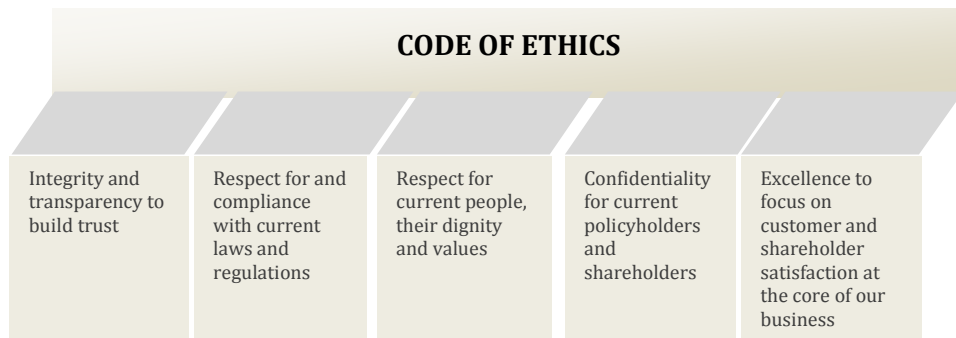 CODE OF ETHICS
Integrity and
transparency to
build trust
Respect for and
compliance
with current
laws and
regulations
Respect for
current people,
their dignity
and values
Confidentiality
for current
policyholders
and
shareholders
Excellence to
focus on
customer and
shareholder
satisfaction at
the core of our
business